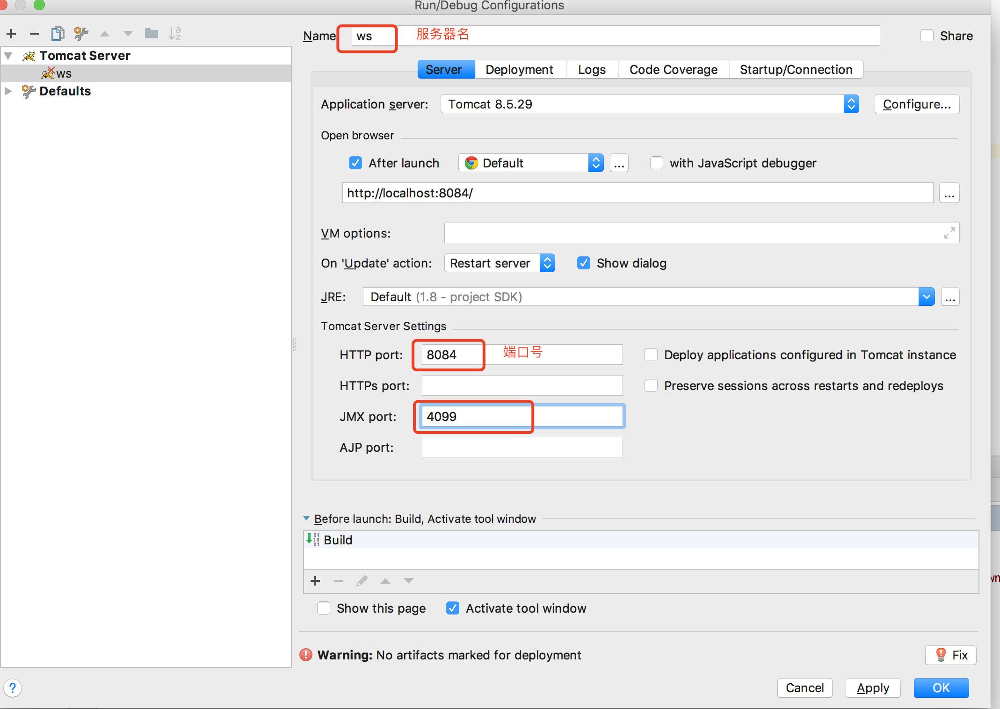 Run/Debug Configurations
Tomcat Server
ws
Defaults
Name
ws
服务器名
Share
Server
Deployment
Logs
Code Coverage
Startup/Connection
Application server:
Tomcat 8.5.29
Configure...
Open browser
After launch
Default
...
with JavaScript debugger
http://localhost:8084/
...
VM options:
On 'Update' action:
Restart server
Show dialog
JRE:
Default (1.8 - project SDK)
...
Tomcat Server Settings
HTTP port:
8084
端口号
Deploy applications configured in Tomcat instance
HTTPs port:
Preserve sessions across restarts and redeploys
JMX port:
4099
AJP port:
Before launch: Build, Activate tool window
Build
Show this page
Activate tool window
Warning: No artifacts marked for deployment
Fix
?
Cancel
Apply
OK